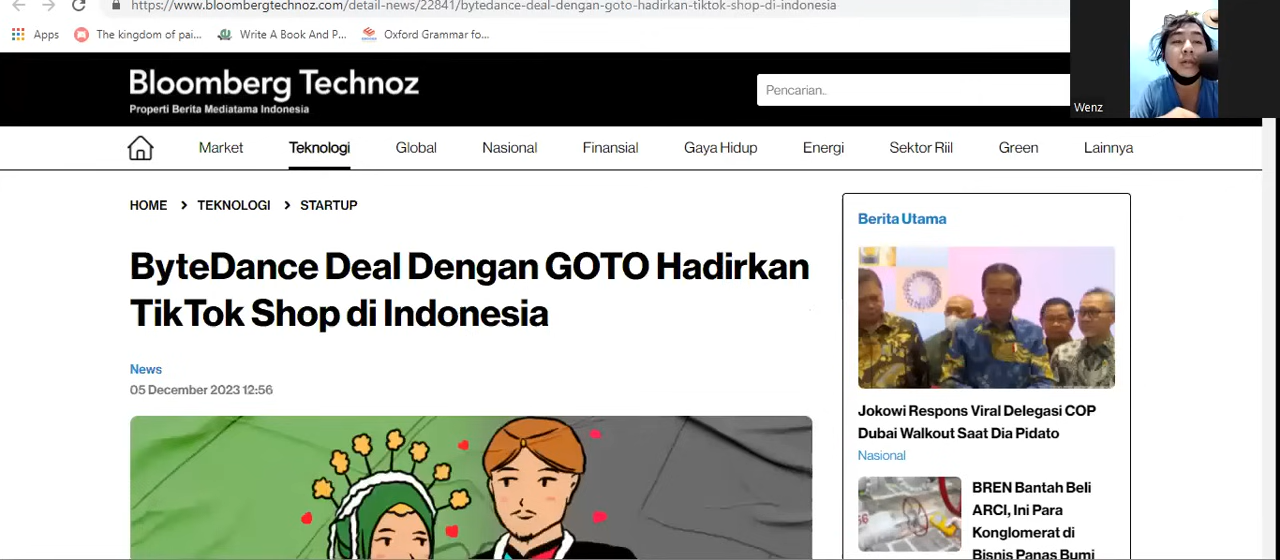 https://www.bloombergtechnoz.com/detail-news/22841/bytedance-deal-dengan-goto-hadirkan-tiktok-shop-di-indonesia
Apps The kingdom of pai... Write A Book And P... Oxford Grammar fo...
Bloomberg Technoz
Properti Berita Mediatama Indonesia
Pencarian..
Wenz
Market Teknologi Global Nasional Finansial Gaya Hidup Energi Sektor Riil Green Lainnya
HOME > TEKNOLOGI > STARTUP
ByteDance Deal Dengan GOTO Hadirkan
TikTok Shop di Indonesia
News
05 December 2023 12:56
Berita Utama
Jokowi Respons Viral Delegasi COP
Dubai Walkout Saat Dia Pidato
Nasional
BREN Bantah Beli
ARCI, Ini Para
Konglomerat di
Bisnis Panas Bumi